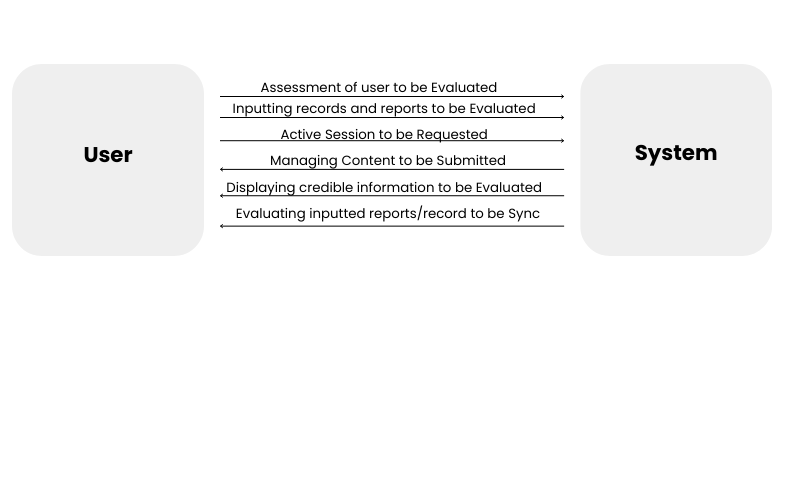 Assessment of user to be Evaluated
Inputting records and reports to be Evaluated
Active Session to be Requested
User
System
Managing Content to be Submitted
Displaying credible information to be Evaluated
Evaluating inputted reports/record to be Sync